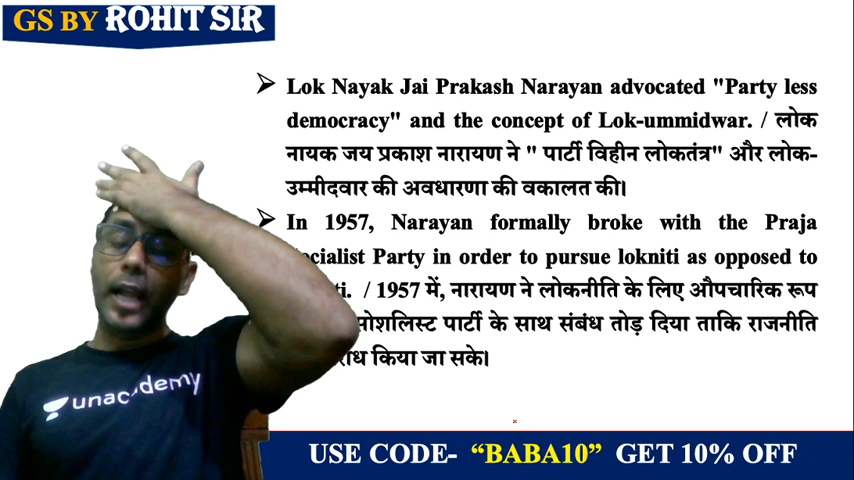 GS BY ROHIT SIR
Lok Nayak Jai Prakash Narayan advocated "Party less
democracy" and the concept of Lok-ummidwar. / लोक
नायक जय प्रकाश नारायण ने " पार्टी विहीन लोकतंत्र" और लोक-
उम्मीदवार की अवधारणा की वकालत की।
In 1957, Narayan formally broke with the Praja
Party in order to pursue lokniti as opposed to
/ 1957 में, नारायण ने लोकनीति के लिए औपचारिक रूप
सोशलिस्ट पार्टी के साथ संबंध तोड़ दिया ताकि राजनीति
किया जा सके।
unacademy
USE CODE- “BABA10” GET 10% OFF